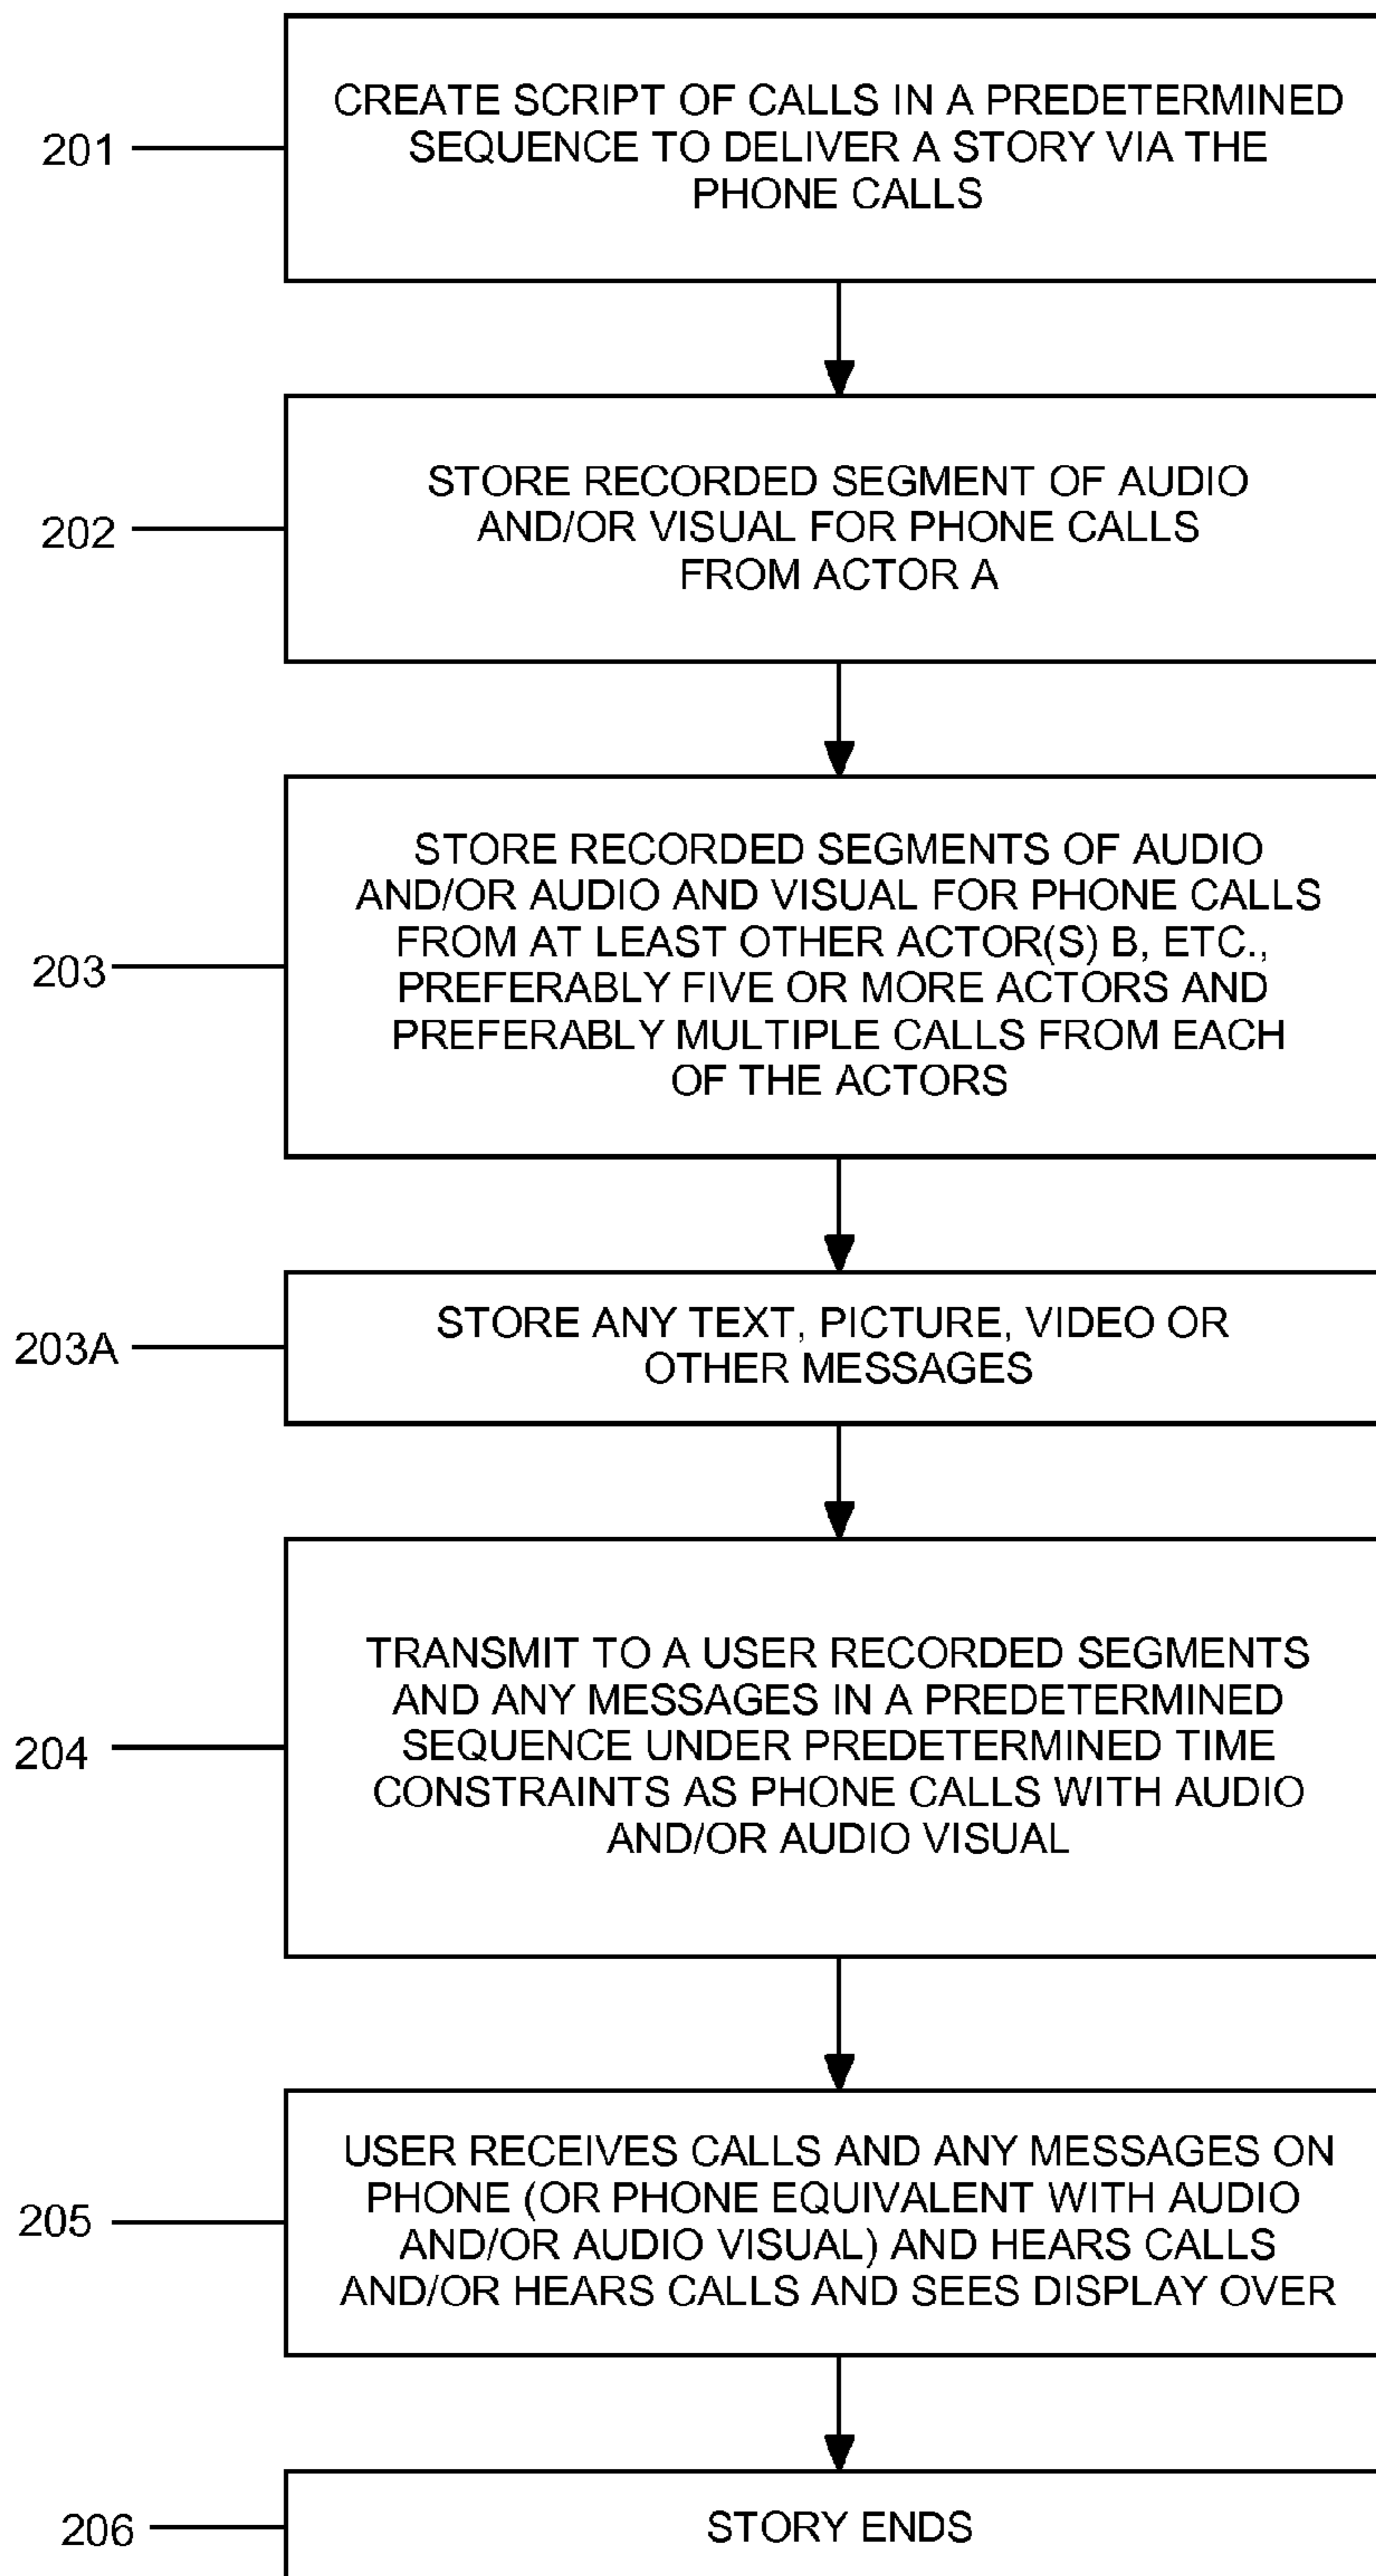 201
CREATE SCRIPT OF CALLS IN A PREDETERMINED
SEQUENCE TO DELIVER A STORY VIA THE
PHONE CALLS
202
STORE RECORDED SEGMENT OF AUDIO
AND/OR VISUAL FOR PHONE CALLS
FROM ACTOR A
203
STORE RECORDED SEGMENTS OF AUDIO
AND/OR AUDIO AND VISUAL FOR PHONE CALLS
FROM AT LEAST OTHER ACTOR(S) B, ETC.,
PREFERABLY FIVE OR MORE ACTORS AND
PREFERABLY MULTIPLE CALLS FROM EACH
OF THE ACTORS
203A
STORE ANY TEXT, PICTURE, VIDEO OR
OTHER MESSAGES
204
TRANSMIT TO A USER RECORDED SEGMENTS
AND ANY MESSAGES IN A PREDETERMINED
SEQUENCE UNDER PREDETERMINED TIME
CONSTRAINTS AS PHONE CALLS WITH AUDIO
AND/OR AUDIO VISUAL
205
USER RECEIVES CALLS AND ANY MESSAGES ON
PHONE (OR PHONE EQUIVALENT WITH AUDIO
AND/OR AUDIO VISUAL) AND HEARS CALLS
AND/OR HEARS CALLS AND SEES DISPLAY OVER
206
STORY ENDS